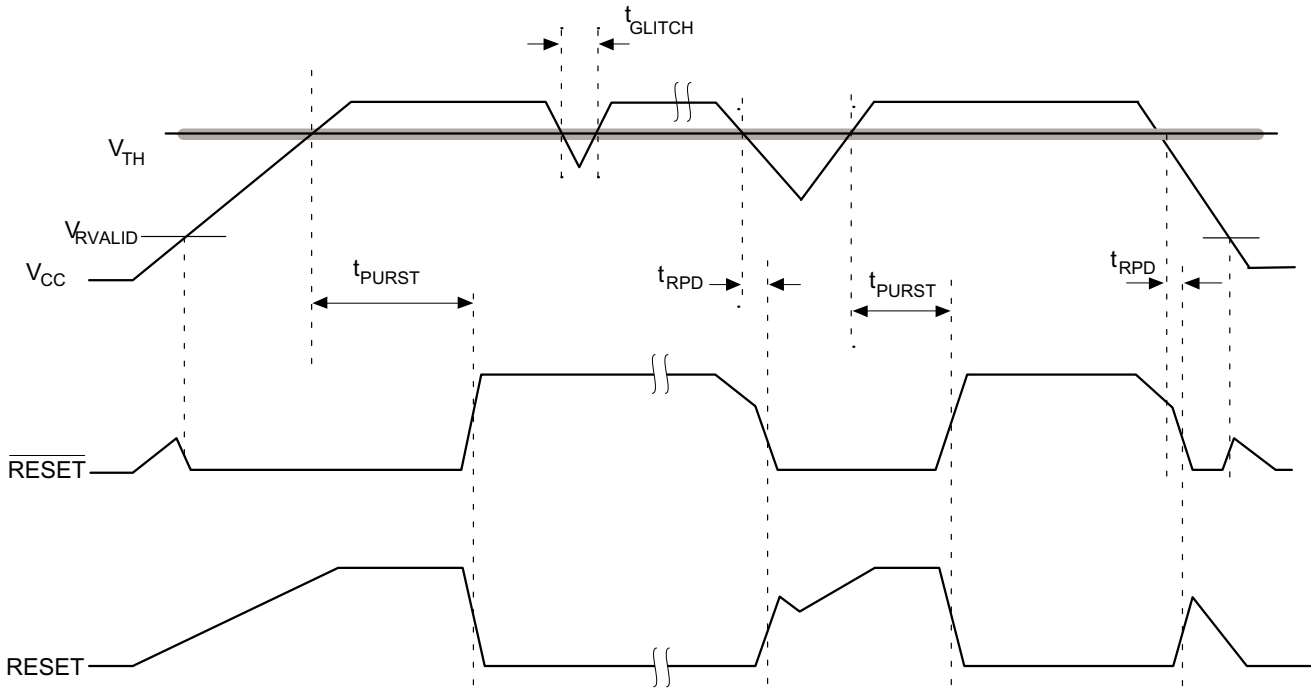 tGLITCH
VTH
VRVALID
VCC
tPURST
tRPD
tPURST
tRPD
RESET
RESET